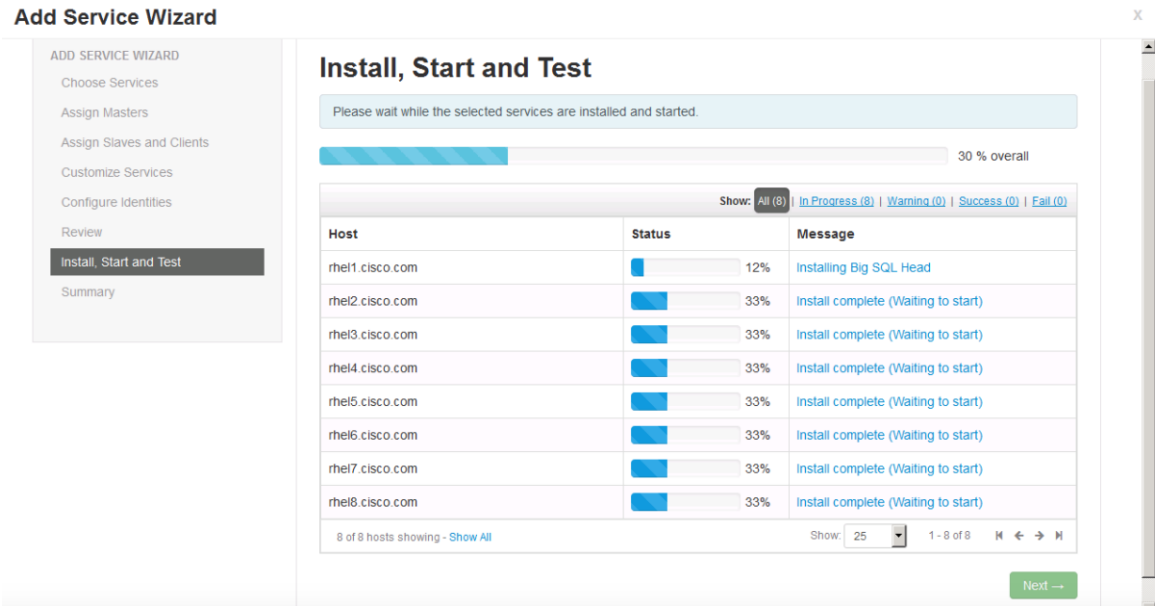 Add Service Wizard
X
ADD SERVICE WIZARD
Choose Services
Assign Masters
Assign Slaves and Clients
Customize Services
Configure Identities
Review
Install, Start and Test
Summary
Install, Start and Test
Please wait while the selected services are installed and started.
30 % overall
Show: All (8) | In Progress (8) | Warning (0) | Success (0) | Fail (0)
Host Status Message
rhel1.cisco.com 12% Installing Big SQL Head
rhel2.cisco.com 33% Install complete (Waiting to start)
rhel3.cisco.com 33% Install complete (Waiting to start)
rhel4.cisco.com 33% Install complete (Waiting to start)
rhel5.cisco.com 33% Install complete (Waiting to start)
rhel6.cisco.com 33% Install complete (Waiting to start)
rhel7.cisco.com 33% Install complete (Waiting to start)
rhel8.cisco.com 33% Install complete (Waiting to start)
8 of 8 hosts showing - Show All Show: 25 1 - 8 of 8
Next →